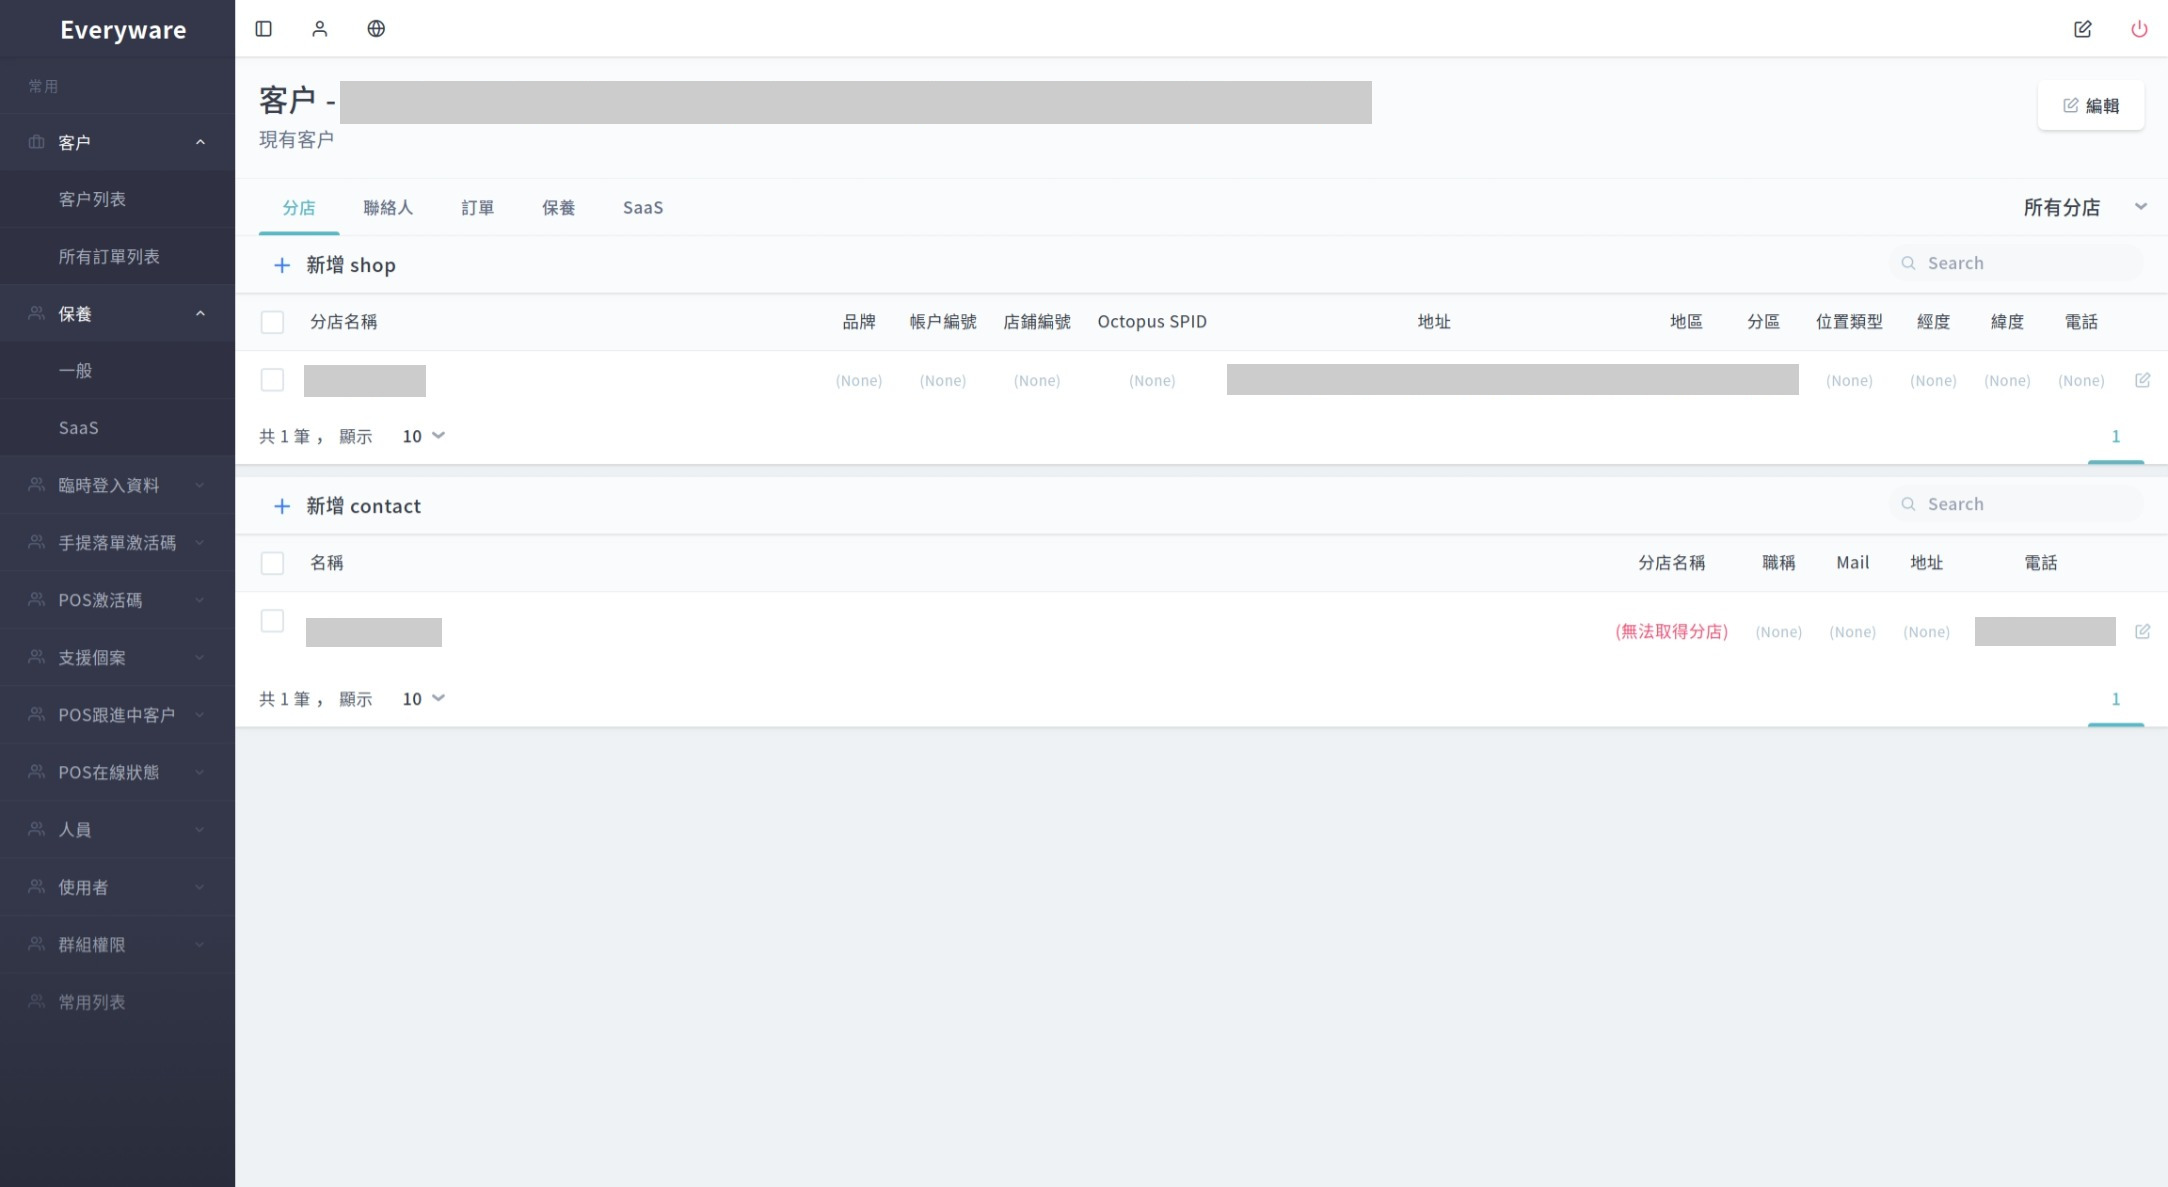 Everyware
常用
客户
客户列表
所有訂單列表
保養
一般
SaaS
臨時登入資料
手提落單激活碼
POS激活碼
支援個案
POS跟進中客户
POS在線狀態
人員
使用者
群組權限
常用列表
客户 -
現有客户
編輯
分店 聯絡人 訂單 保養 SaaS 所有分店
新增 shop Search
分店名稱 品牌 帳户編號 店鋪編號 Octopus SPID 地址 地區 分區 位置類型 經度 緯度 電話
(None) (None) (None) (None) (None) (None) (None) (None)
共 1 筆 ， 顯示 10 1
新增 contact Search
名稱 分店名稱 職稱 Mail 地址 電話
(無法取得分店) (None) (None) (None)
共 1 筆 ， 顯示 10 1